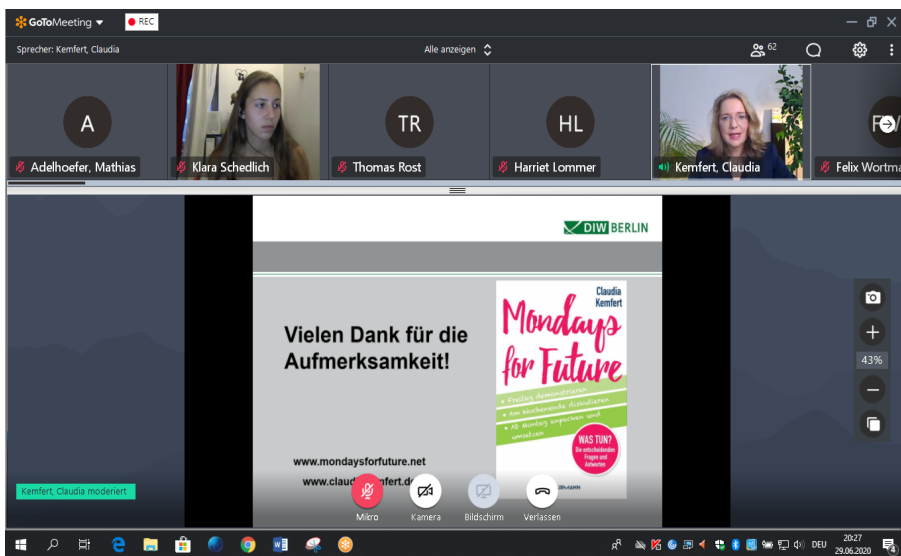 GoToMeeting
REC
Sprecher: Kemfert, Claudia
Alle anzeigen
62
A
TR
HL
Adelhoefer, Mathias
Klara Schedlich
Thomas Rost
Harriet Lommer
Kemfert, Claudia
Felix Wortma
DIW BERLIN
Vielen Dank für die
Aufmerksamkeit!
Claudia
Kemfert
Mondays
for Future
• Freitag demonstrieren
• Am Wochenende diskutieren
• Ab Montag anpacken und
umsetzen
WAS TUN?
Die entscheidenden
Fragen und
Antworten
www.mondaysforfuture.net
43%
Kemfert, Claudia moderiert
Mikro
Kamera
Bildschirm
Verlassen
DEU
20:27
29.06.2020
4